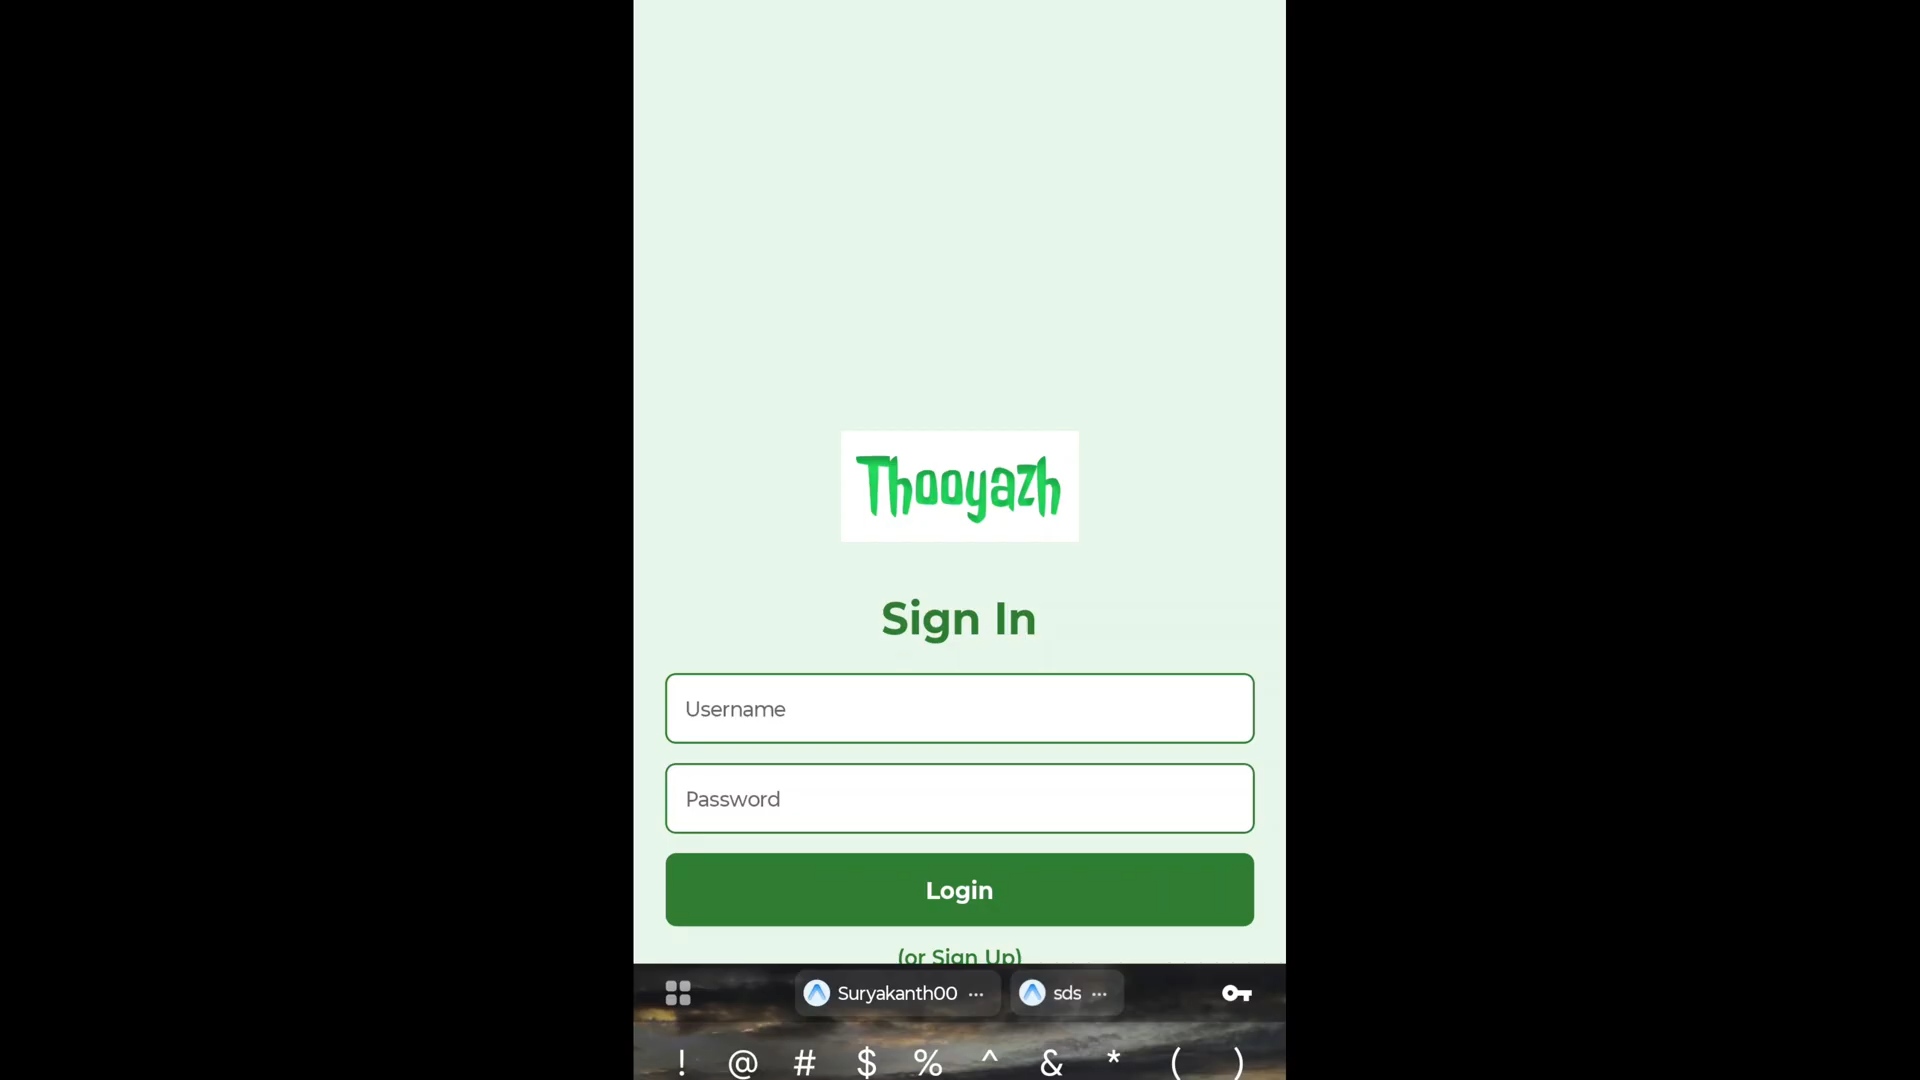 Thooyazh
Sign In
Username
Password
Login
(or Sign Up)
Suryakanth00 ··· sds ···
! @ # $ % ^ & * ( )